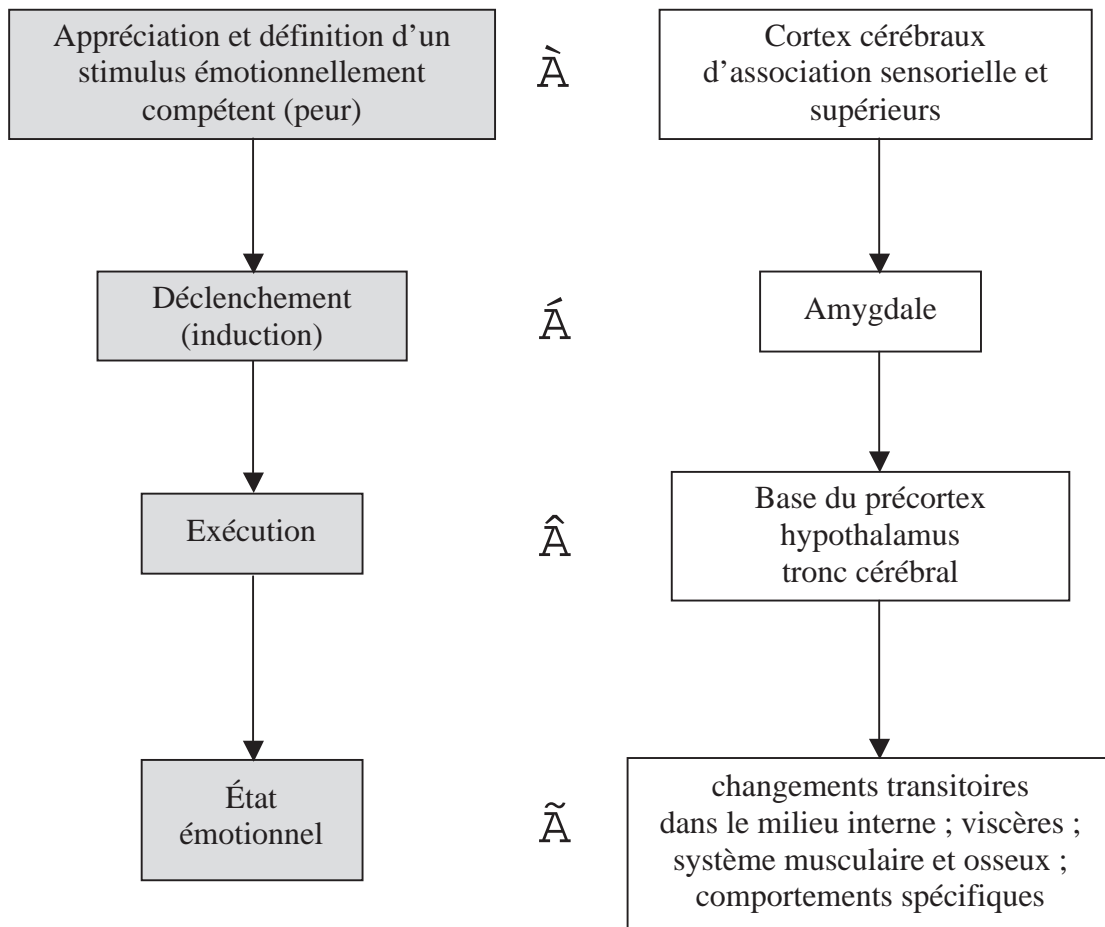 Appréciation et définition d’un
stimulus émotionnellement
compétent (peur)
À
Cortex cérébraux
d’association sensorielle et
supérieurs
Déclenchement
(induction)
Á
Amygdale
Exécution
Â
Base du précortex
hypothalamus
tronc cérébral
État
émotionnel
Ã
changements transitoires
dans le milieu interne ; viscères ;
système musculaire et osseux ;
comportements spécifiques